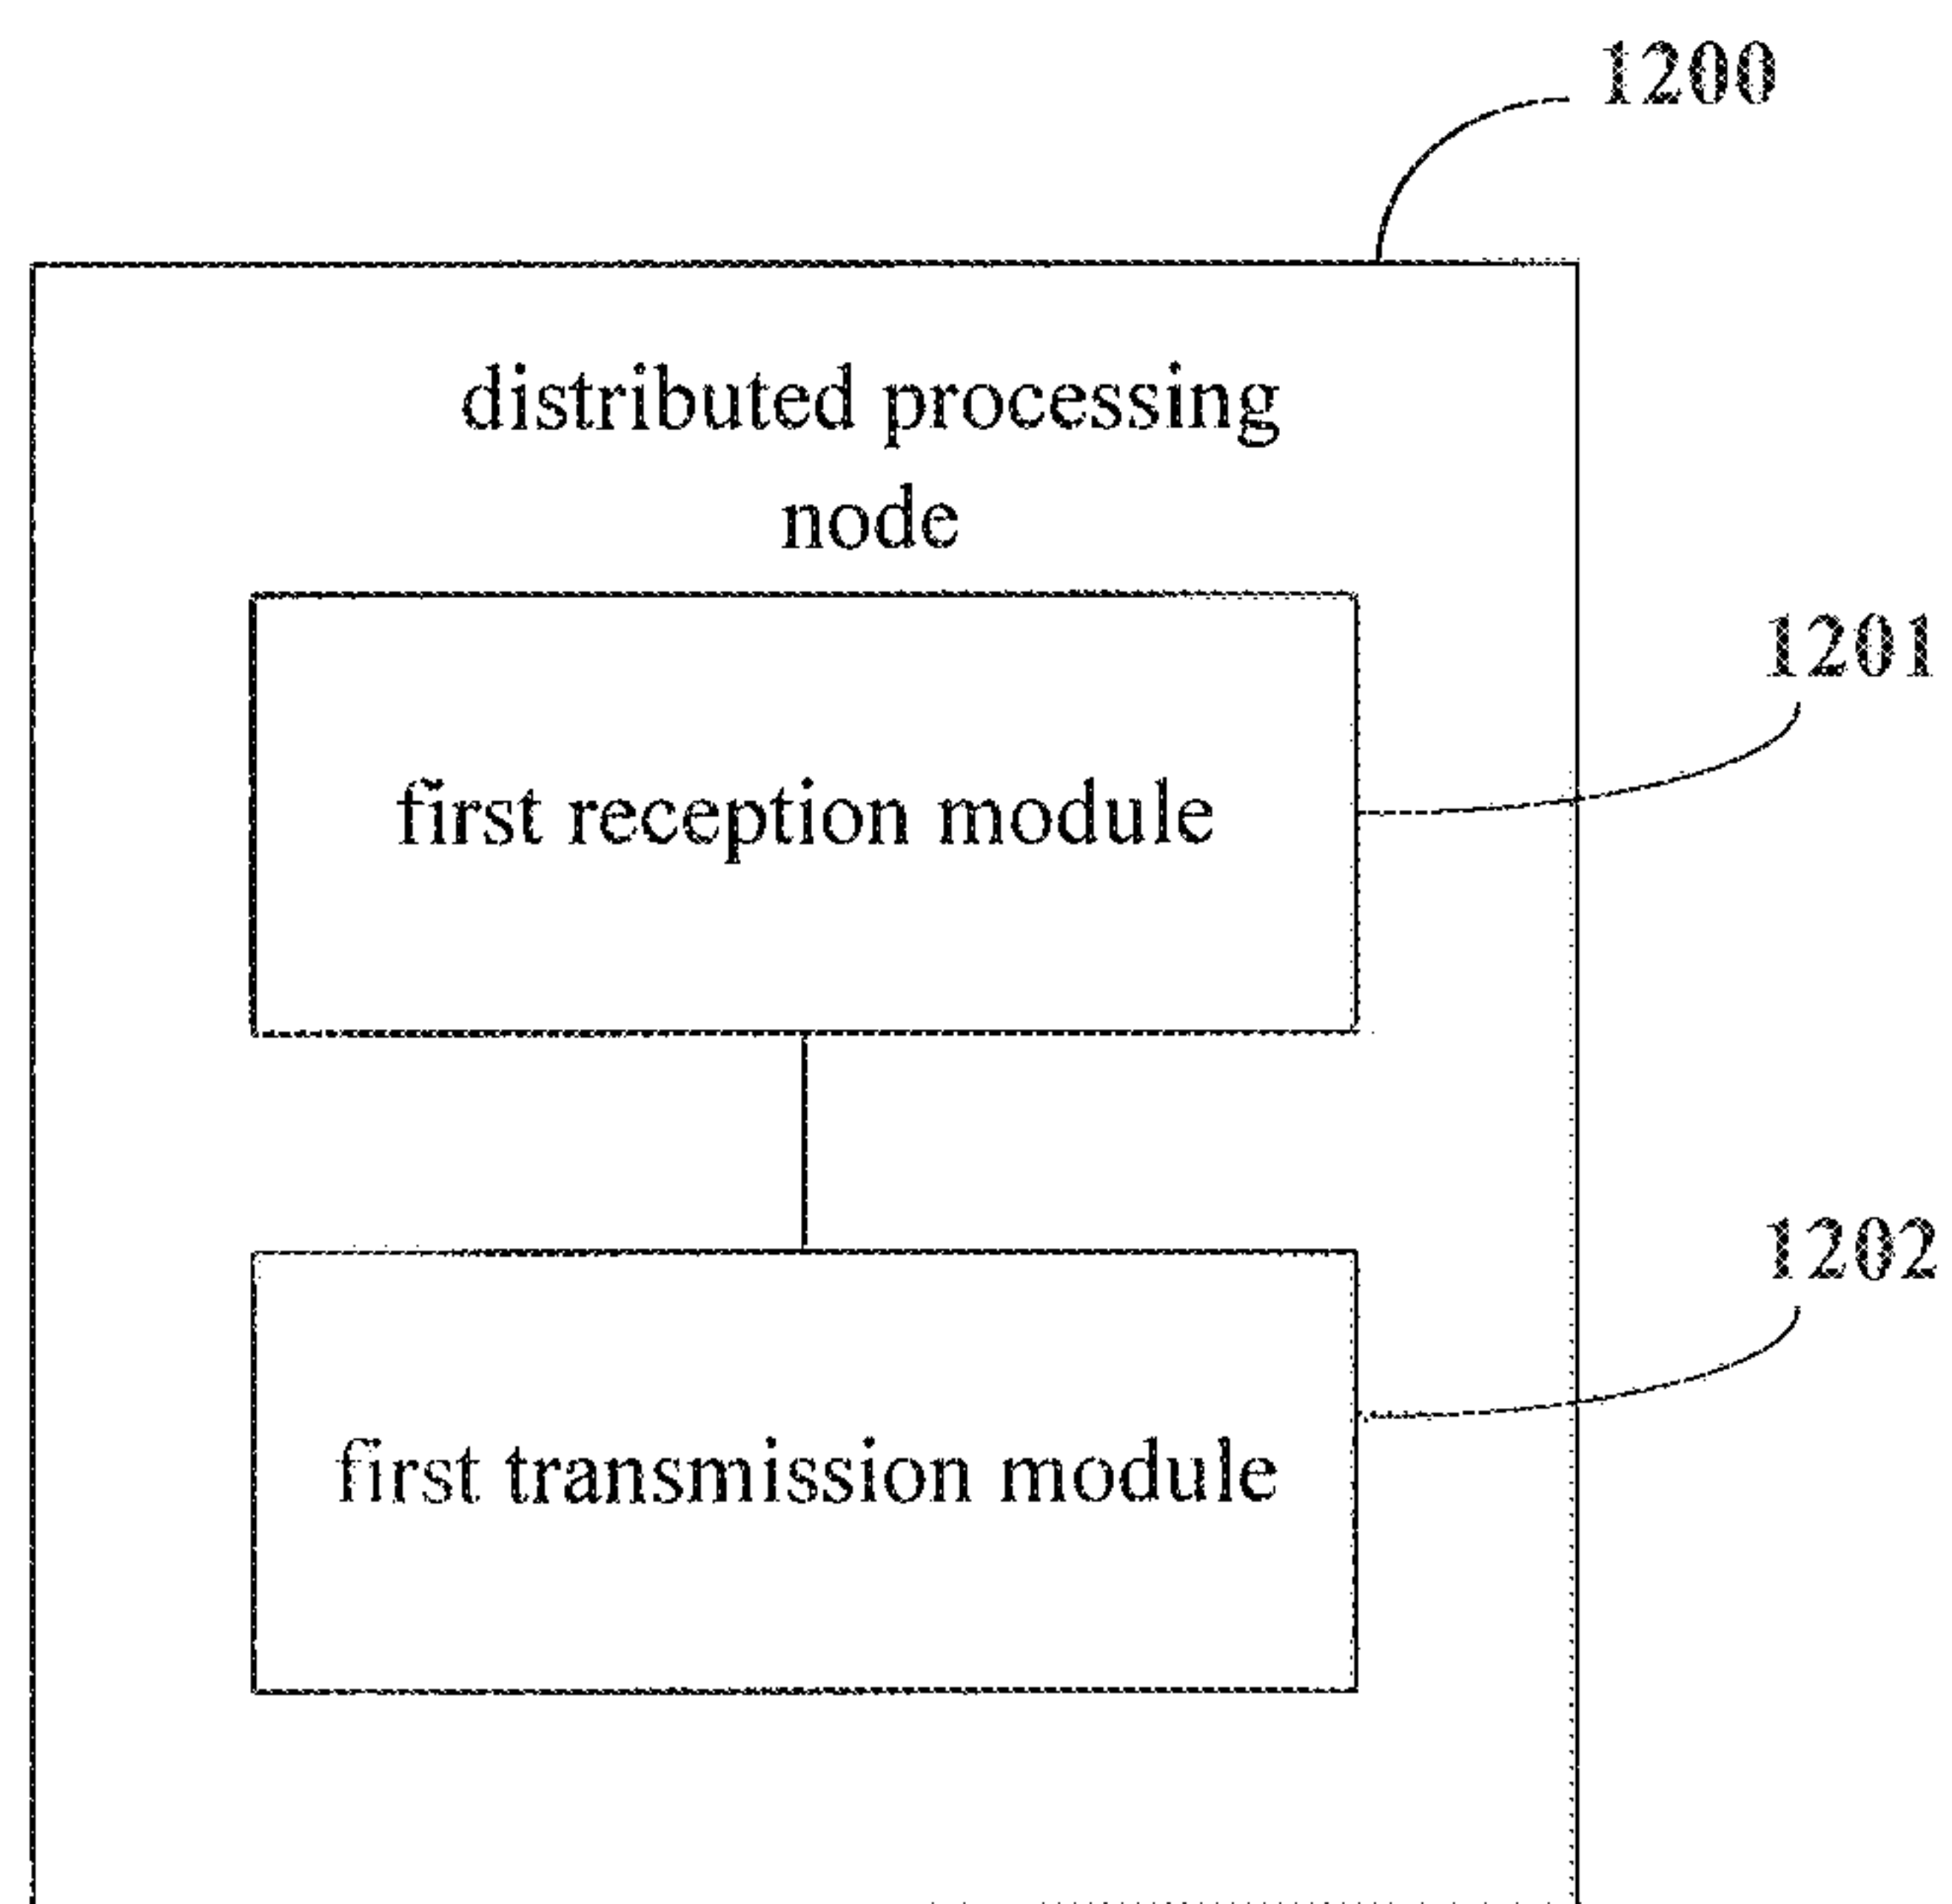 1200
distributed processing
node
1201
first reception module
1202
first transmission module